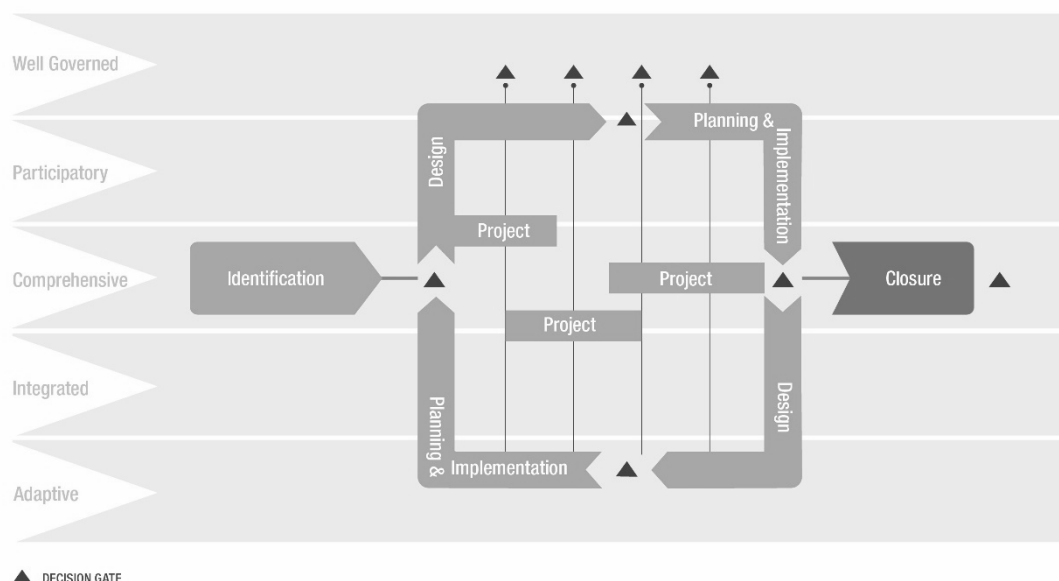 Well Governed
Participatory
Comprehensive
Integrated
Adaptive
Identification
Design
Planning &
Implementation
Project
Project
Project
Design
Planning &
Implementation
Closure
DECISION GATE